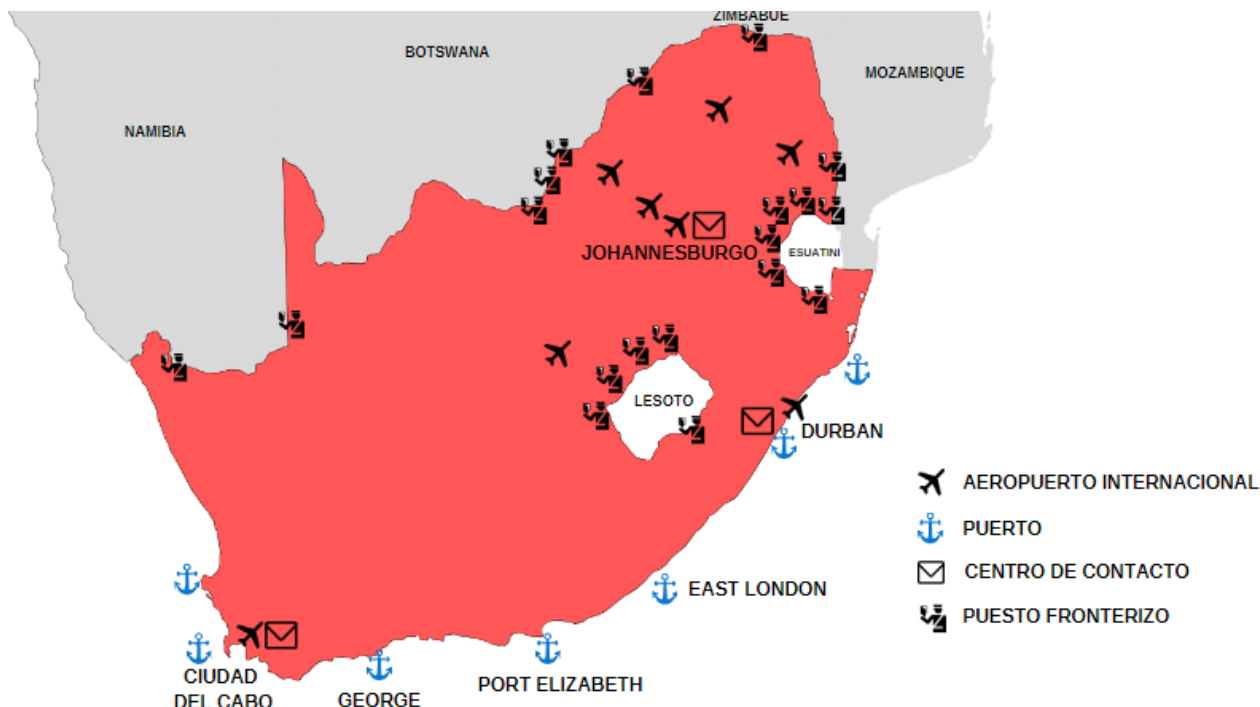 ZIMBABUE
BOTSWANA
MOZAMBIQUE
NAMIBIA
JOHANNESBURGO
ESUATINI
LESOTO
DURBAN
AEROPUERTO INTERNACIONAL
PUERTO
CENTRO DE CONTACTO
PUESTO FRONTERIZO
EAST LONDON
CIUDAD
DEL CABO
GEORGE
PORT ELIZABETH